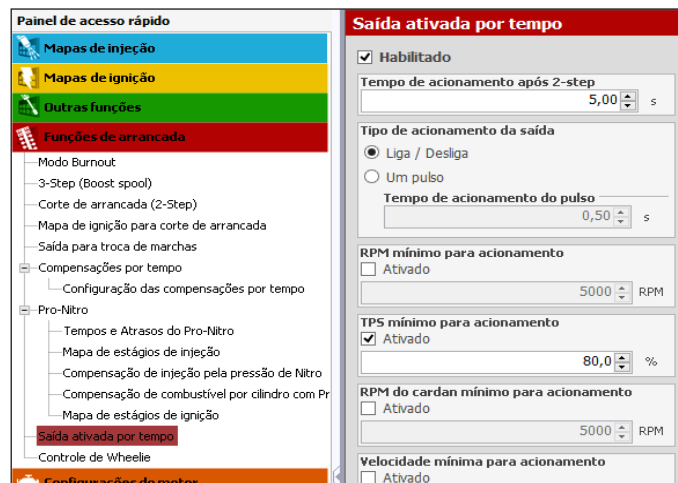 Painel de acesso rápido
Mapas de injeção
Mapas de ignição
Outras funções
Funções de arrancada
Modo Burnout
3-Step (Boost spool)
Corte de arrancada (2-Step)
Mapa de ignição para corte de arrancada
Saída para troca de marchas
Compensações por tempo
Configuração das compensações por tempo
Pro-Nitro
Tempos e Atrasos do Pro-Nitro
Mapa de estágios de injeção
Compensação de injeção pela pressão de Nitro
Compensação de combustível por cilindro com Pr
Mapa de estágios de ignição
Saída ativada por tempo
Controle de Wheelie
Configurações do motor
Saída ativada por tempo
Habilitado
Tempo de acionamento após 2-step
5,00 s
Tipo de acionamento da saída
Liga / Desliga
Um pulso
Tempo de acionamento do pulso
0,50 s
RPM mínimo para acionamento
Ativado
5000 RPM
TPS mínimo para acionamento
Ativado
80,0 %
RPM do cardan mínimo para acionamento
Ativado
5000 RPM
Velocidade mínima para acionamento
Ativado